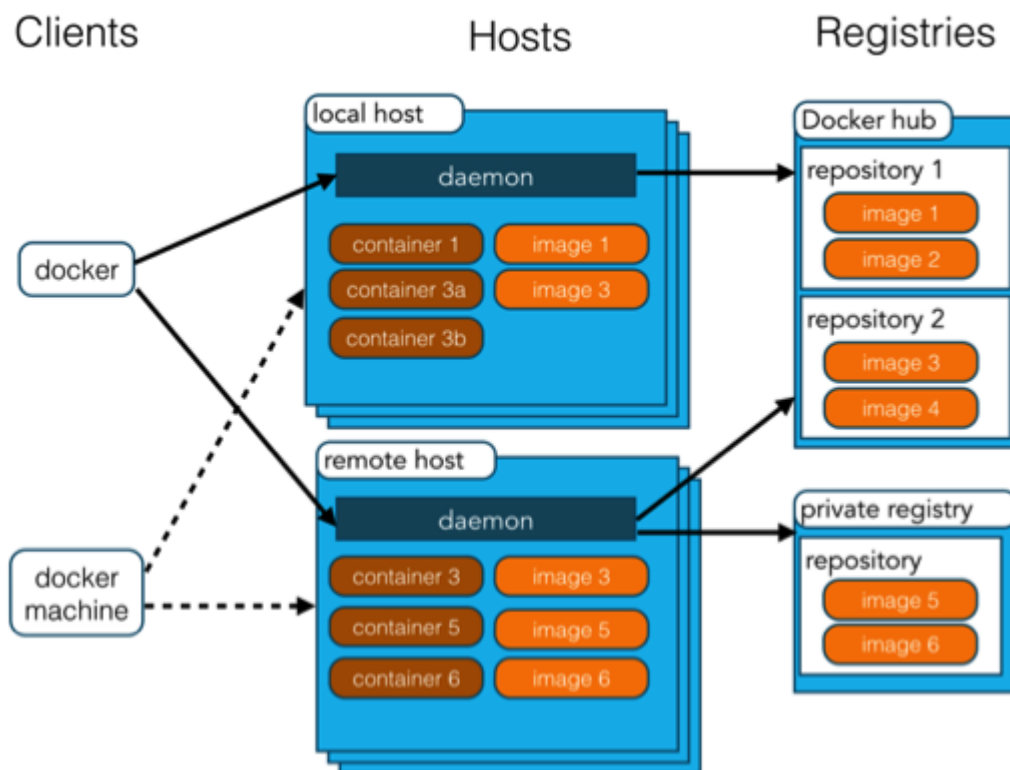 Clients
Hosts
Registries
local host
daemon
container 1
image 1
container 3a
image 3
container 3b
docker
docker
machine
remote host
daemon
container 3
image 3
container 5
image 5
container 6
image 6
Docker hub
repository 1
image 1
image 2
repository 2
image 3
image 4
private registry
repository
image 5
image 6